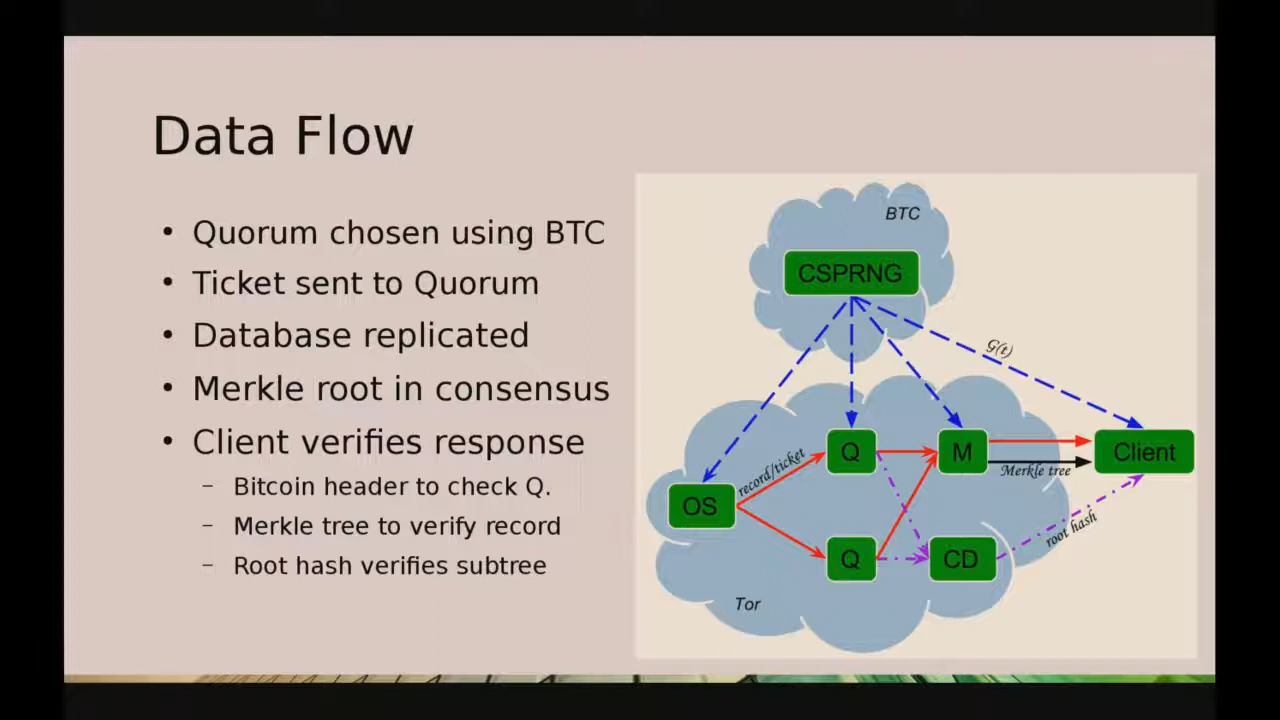 Data Flow
• Quorum chosen using BTC
• Ticket sent to Quorum
• Database replicated
• Merkle root in consensus
• Client verifies response
– Bitcoin header to check Q.
– Merkle tree to verify record
– Root hash verifies subtree
BTC
CSPRNG
G(t)
record/ticket
Q
M
Client
Merkle tree
OS
root hash
Q
CD
Tor